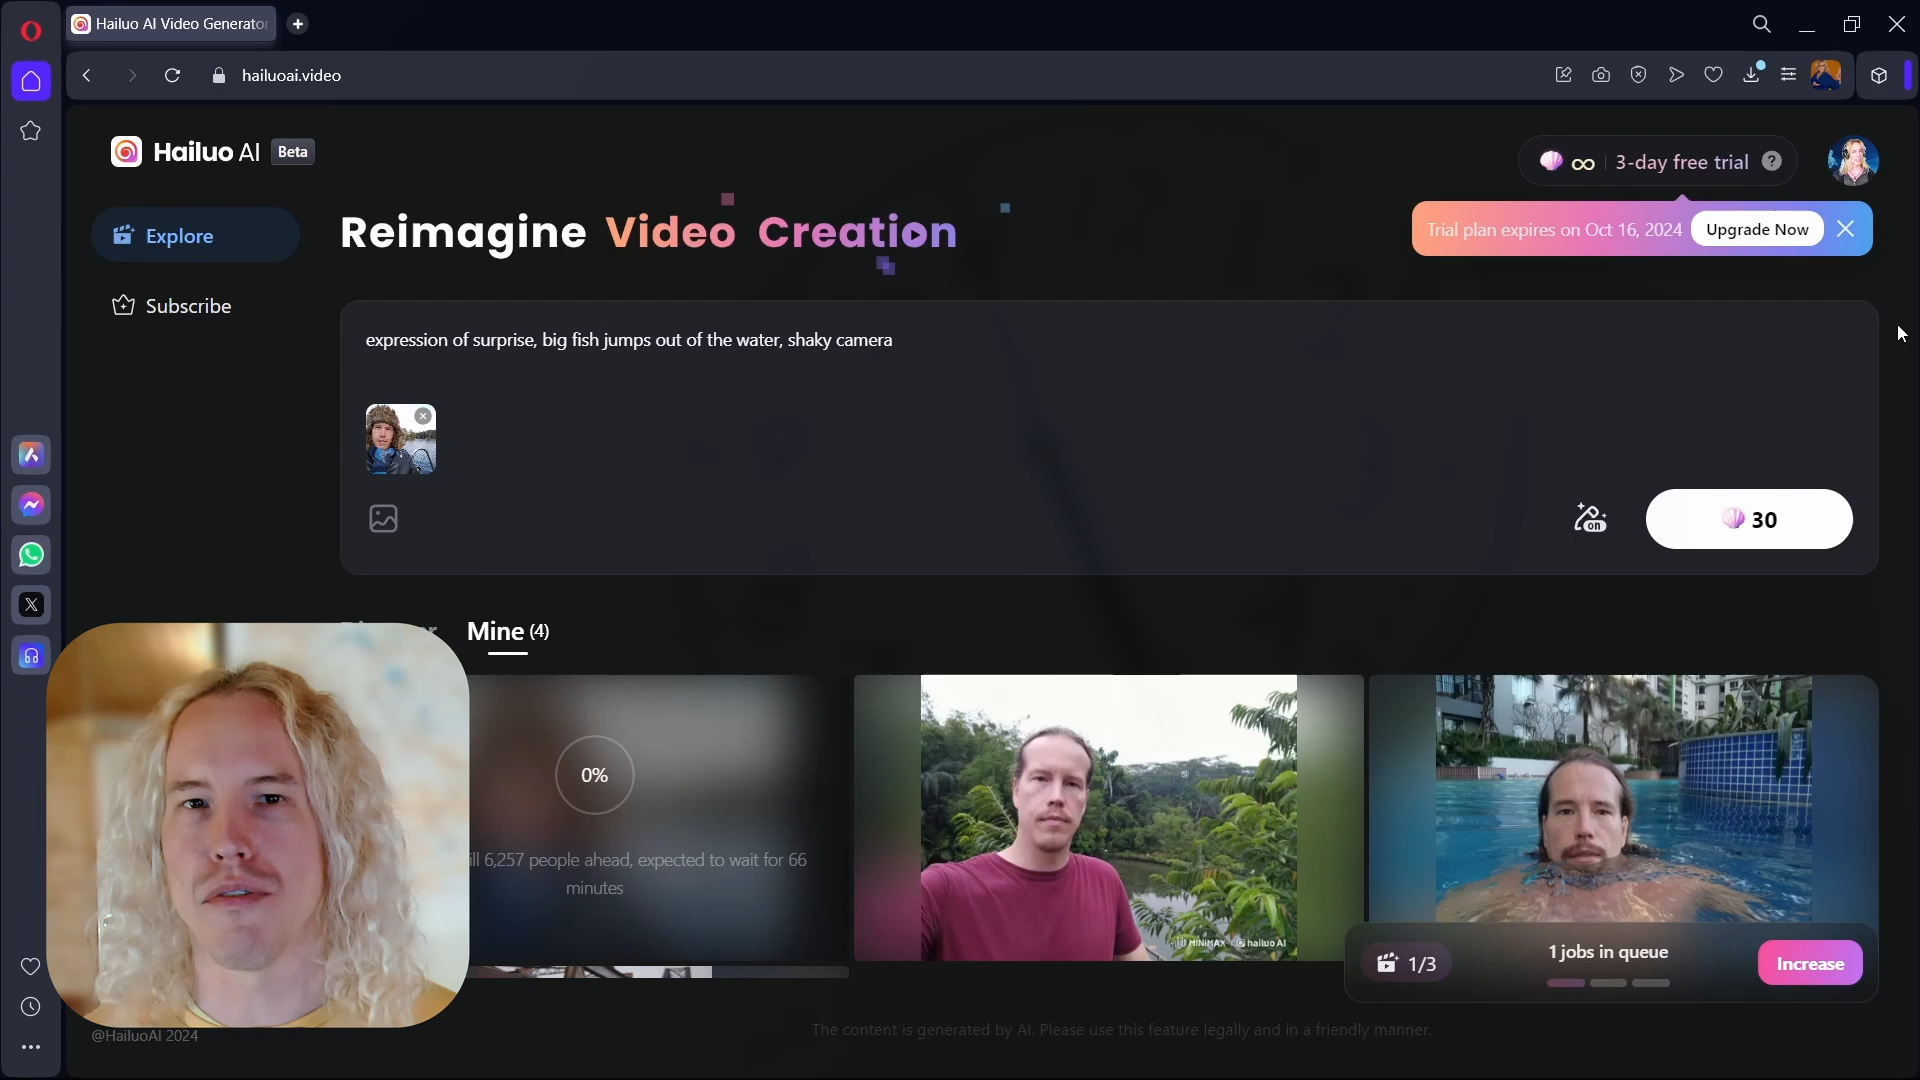 Hailuo AI Video Generator
hailuoai.video
Hailuo AI Beta
∞ | 3-day free trial ?
Explore
Reimagine Video Creation
Trial plan expires on Oct 16, 2024 Upgrade Now
Subscribe
expression of surprise, big fish jumps out of the water, shaky camera
on
30
Mine (4)
0%
6,257 people ahead, expected to wait for 66
minutes
MINIMAX hailuo AI
1/3
1 jobs in queue
Increase
The content is generated by AI. Please use this feature legally and in a friendly manner.
@HailuoAI 2024